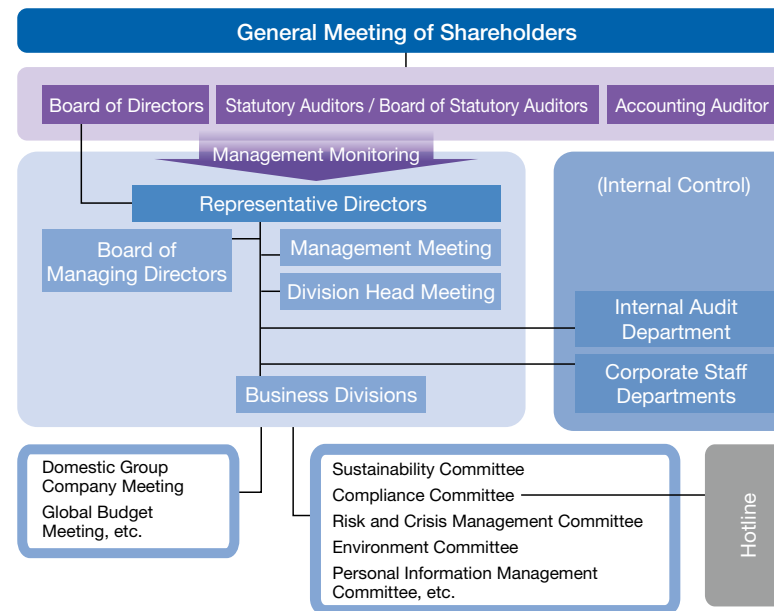 General Meeting of Shareholders
Board of Directors
Statutory Auditors / Board of Statutory Auditors
Accounting Auditor
Management Monitoring
Representative Directors
(Internal Control)
Board of
Managing Directors
Management Meeting
Division Head Meeting
Internal Audit
Department
Corporate Staff
Departments
Business Divisions
Domestic Group
Company Meeting
Global Budget
Meeting, etc.
Sustainability Committee
Compliance Committee
Risk and Crisis Management Committee
Environment Committee
Personal Information Management
Committee, etc.
Hotline